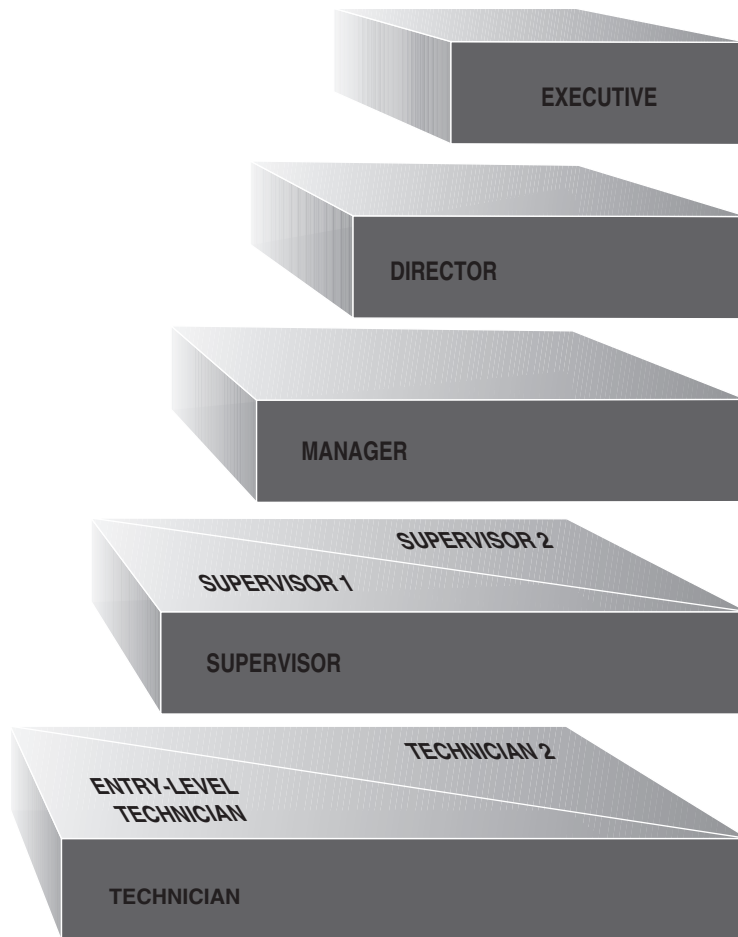 EXECUTIVE
DIRECTOR
MANAGER
SUPERVISOR 2
SUPERVISOR 1
SUPERVISOR
TECHNICIAN 2
ENTRY-LEVEL
TECHNICIAN
TECHNICIAN